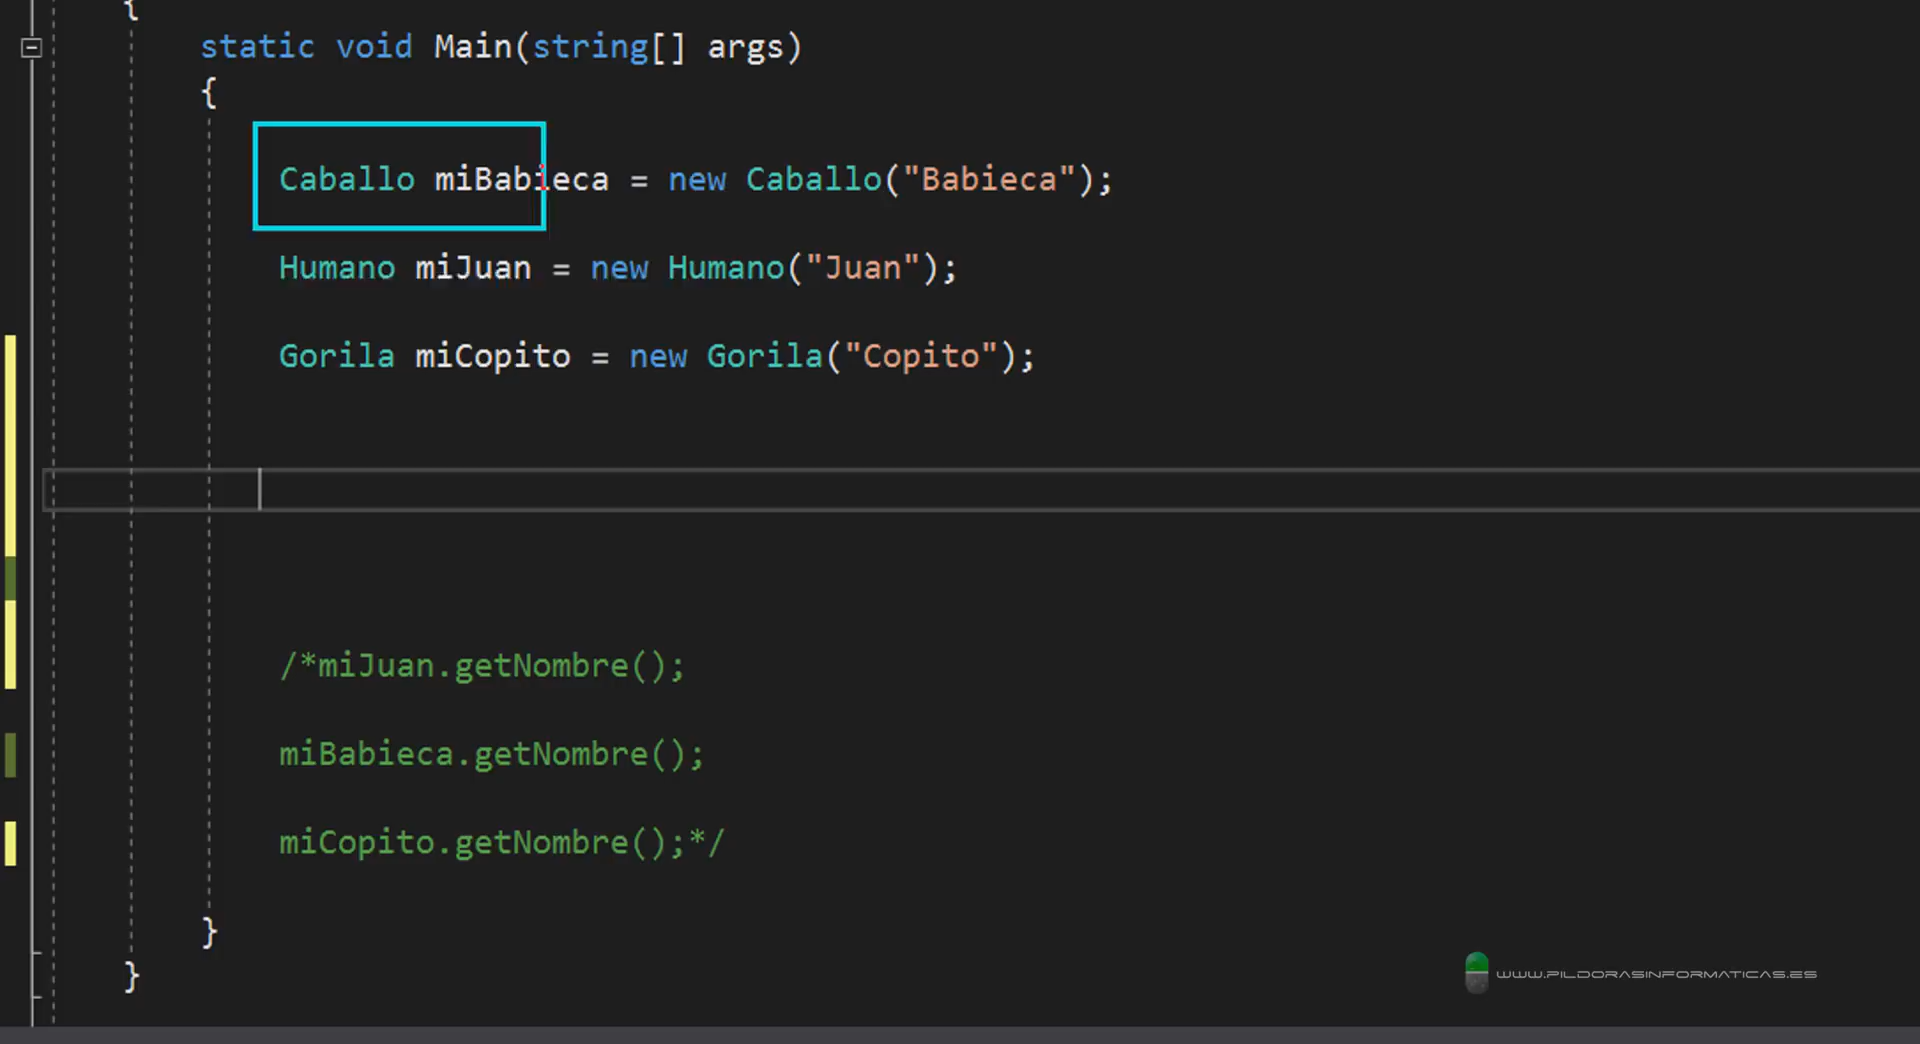 {
static void Main(string[] args)
{
Caballo miBabieca = new Caballo("Babieca");
Humano miJuan = new Humano("Juan");
Gorila miCopito = new Gorila("Copito");
/*miJuan.getNombre();
miBabieca.getNombre();
miCopito.getNombre();*/
}
}
WWW.PILDORASINFORMATICAS.ES